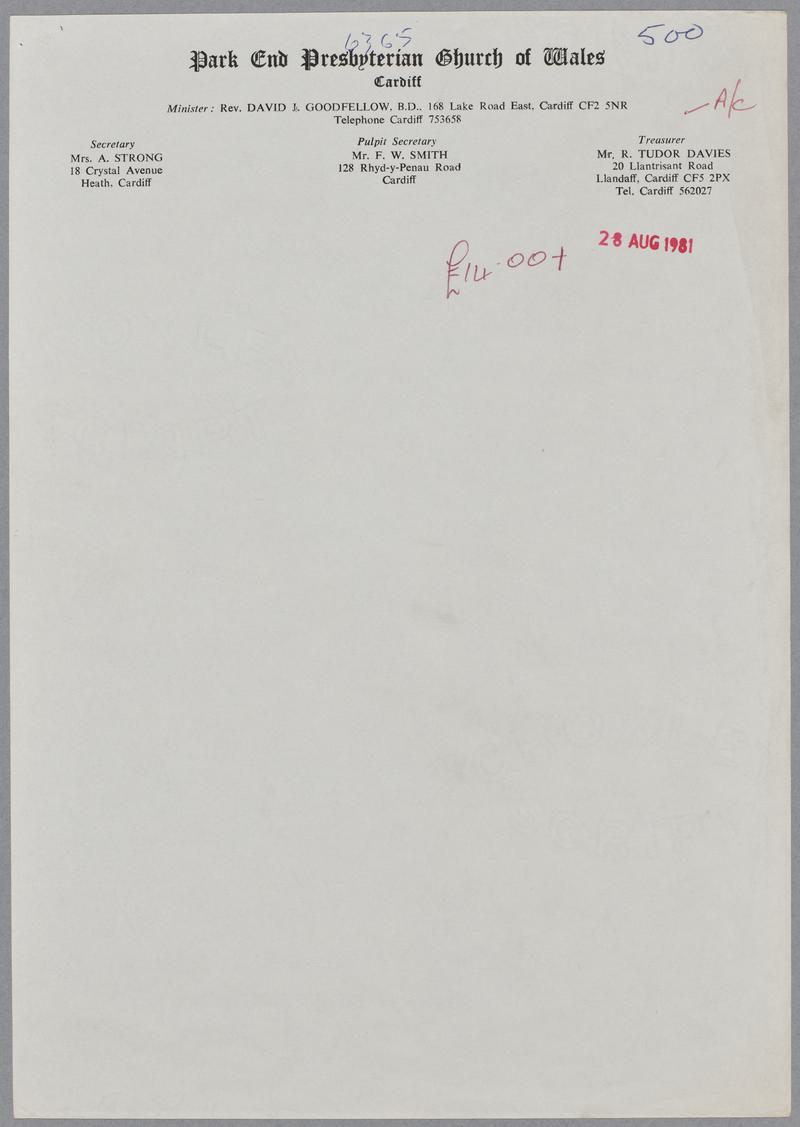 6365
500
Park End Presbyterian Church of Wales
Cardiff
A/c
Minister: Rev. DAVID J. GOODFELLOW, B.D., 168 Lake Road East, Cardiff CF2 5NR
Telephone Cardiff 753658
Secretary
Mrs. A. STRONG
18 Crystal Avenue
Heath, Cardiff
Pulpit Secretary
Mr. F. W. SMITH
128 Rhyd-y-Penau Road
Cardiff
Treasurer
Mr. R. TUDOR DAVIES
20 Llantrisant Road
Llandaff, Cardiff CF5 2PX
Tel. Cardiff 562027
28 AUG 1981
£14.00+